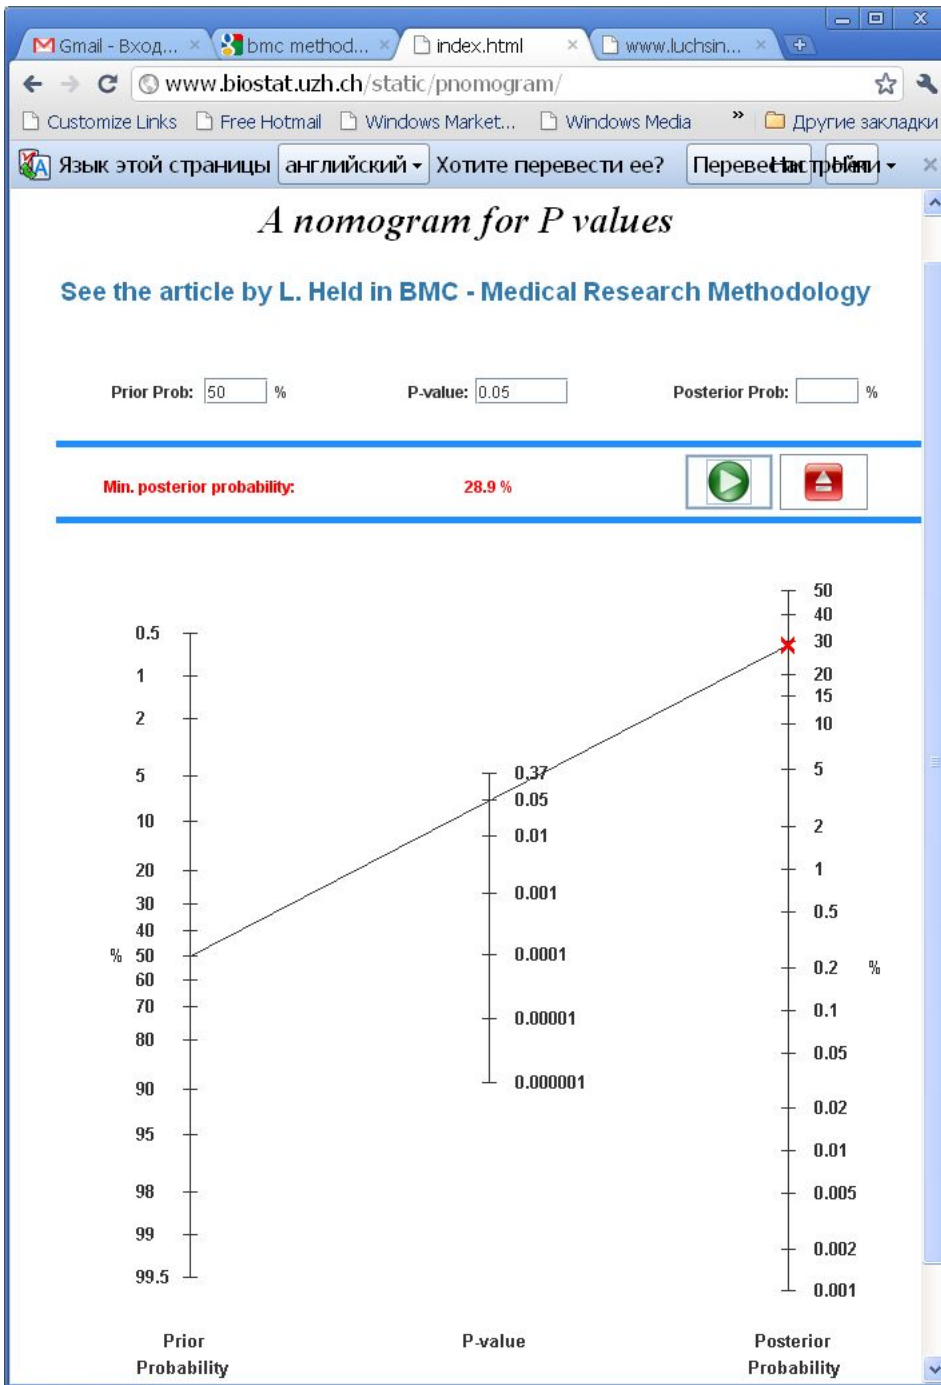 Gmail - Вход...
bmc method...
index.html
www.luchsin...
www.biostat.uzh.ch/static/pnomogram/
Customize Links
Free Hotmail
Windows Market...
Windows Media
»
Другие закладки
Язык этой страницы
английский
Хотите перевести ее?
Перевести
A nomogram for P values
See the article by L. Held in BMC - Medical Research Methodology
Prior Prob: 50 %
P-value: 0.05
Posterior Prob: %
Min. posterior probability: 28.9 %
0.5
1
2
5
10
20
30
40
% 50
60
70
80
90
95
98
99
99.5
0.37
0.05
0.01
0.001
0.0001
0.00001
0.000001
50
40
30
20
15
10
5
2
1
0.5
0.2 %
0.1
0.05
0.02
0.01
0.005
0.002
0.001
Prior
Probability
P-value
Posterior
Probability